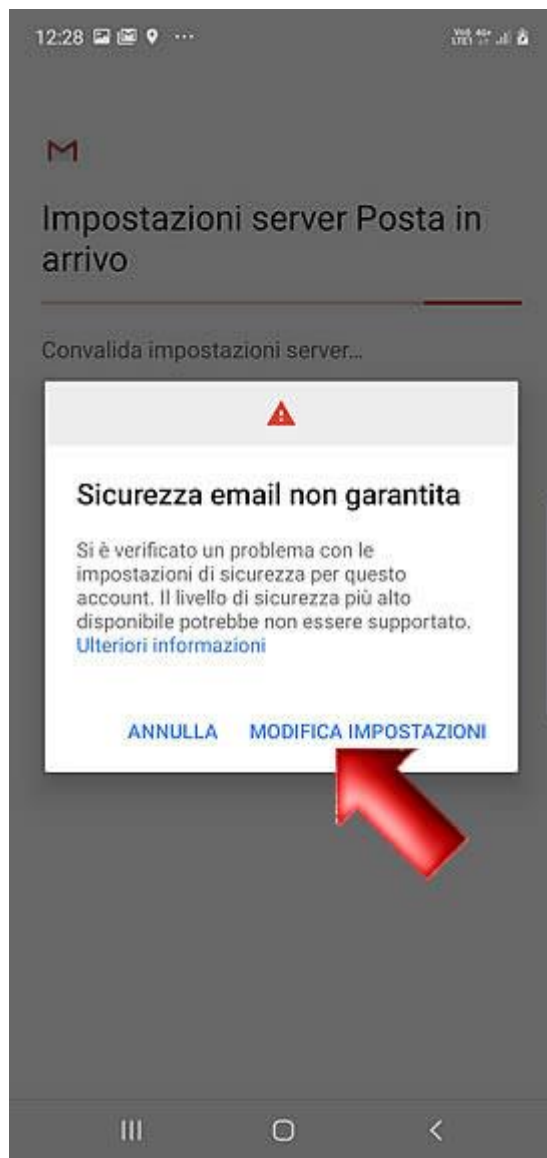 12:28
Impostazioni server Posta in
arrivo
Convalida impostazioni server...
Sicurezza email non garantita
Si è verificato un problema con le
impostazioni di sicurezza per questo
account. Il livello di sicurezza più alto
disponibile potrebbe non essere supportato.
Ulteriori informazioni
ANNULLA MODIFICA IMPOSTAZIONI